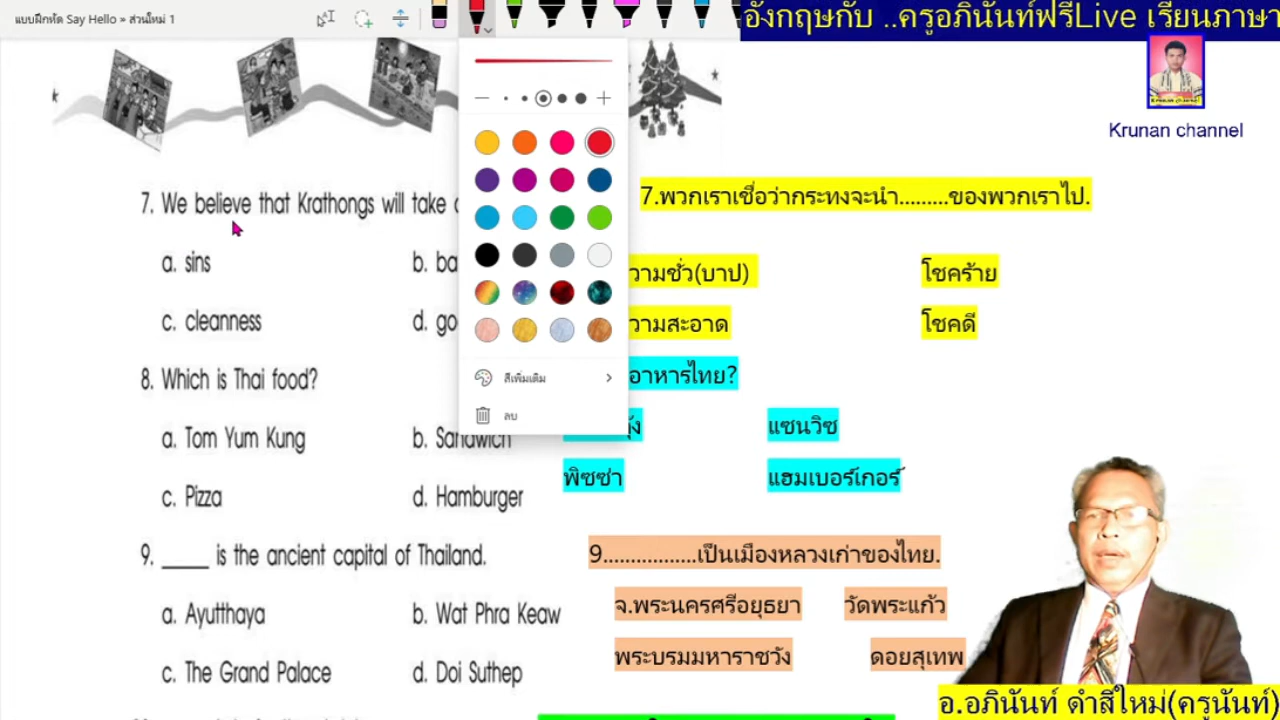 แบบฝึกหัด Say Hello » ส่วนใหม่ 1
อังกฤษกับ ..ครูอภินันท์ฟรีLive เรียนภาษา
Krunan channel
7. We believe that Krathongs will take
7.พวกเราเชื่อว่ากระทงจะนำ.........ของพวกเราไป.
a. sins
b. ba
วามชั่ว(บาป)
โชคร้าย
c. cleanness
d. go
วามสะอาด
โชคดี
8. Which is Thai food?
อาหารไทย?
สีเพิ่มเติม
ลบ
a. Tom Yum Kung
b. Sandwich
แซนวิช
c. Pizza
d. Hamburger
พิซซ่า
แฮมเบอร์เกอร์
9. _____ is the ancient capital of Thailand.
9.................เป็นเมืองหลวงเก่าของไทย.
a. Ayutthaya
b. Wat Phra Keaw
จ.พระนครศรีอยุธยา
วัดพระแก้ว
c. The Grand Palace
d. Doi Suthep
พระบรมมหาราชวัง
ดอยสุเทพ
อ.อภินันท์ ดำสีใหม่(ครูนันท์)